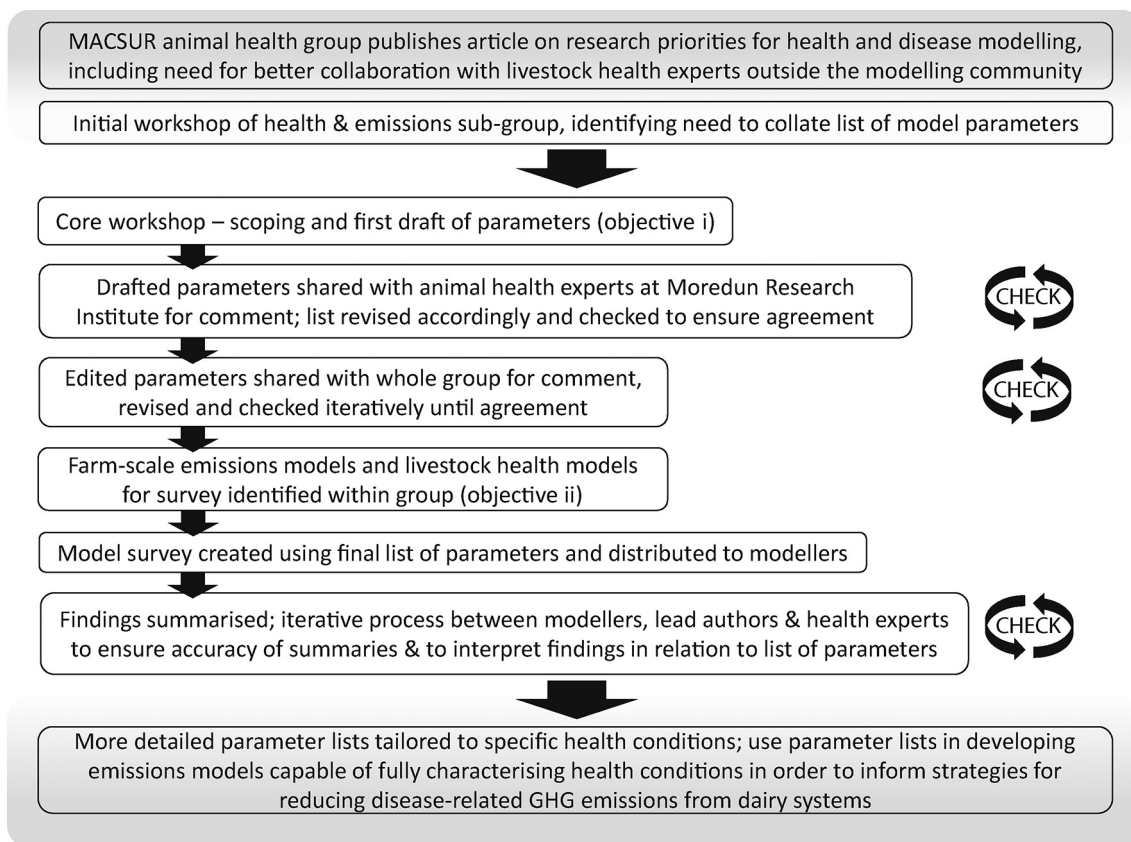 MACSUR animal health group publishes article on research priorities for health and disease modelling,
including need for better collaboration with livestock health experts outside the modelling community
Initial workshop of health & emissions sub-group, identifying need to collate list of model parameters
Core workshop – scoping and first draft of parameters (objective i)
Drafted parameters shared with animal health experts at Moredun Research
Institute for comment; list revised accordingly and checked to ensure agreement
CHECK
Edited parameters shared with whole group for comment,
revised and checked iteratively until agreement
CHECK
Farm-scale emissions models and livestock health models
for survey identified within group (objective ii)
Model survey created using final list of parameters and distributed to modellers
Findings summarised; iterative process between modellers, lead authors & health experts
to ensure accuracy of summaries & to interpret findings in relation to list of parameters
CHECK
More detailed parameter lists tailored to specific health conditions; use parameter lists in developing
emissions models capable of fully characterising health conditions in order to inform strategies for
reducing disease-related GHG emissions from dairy systems